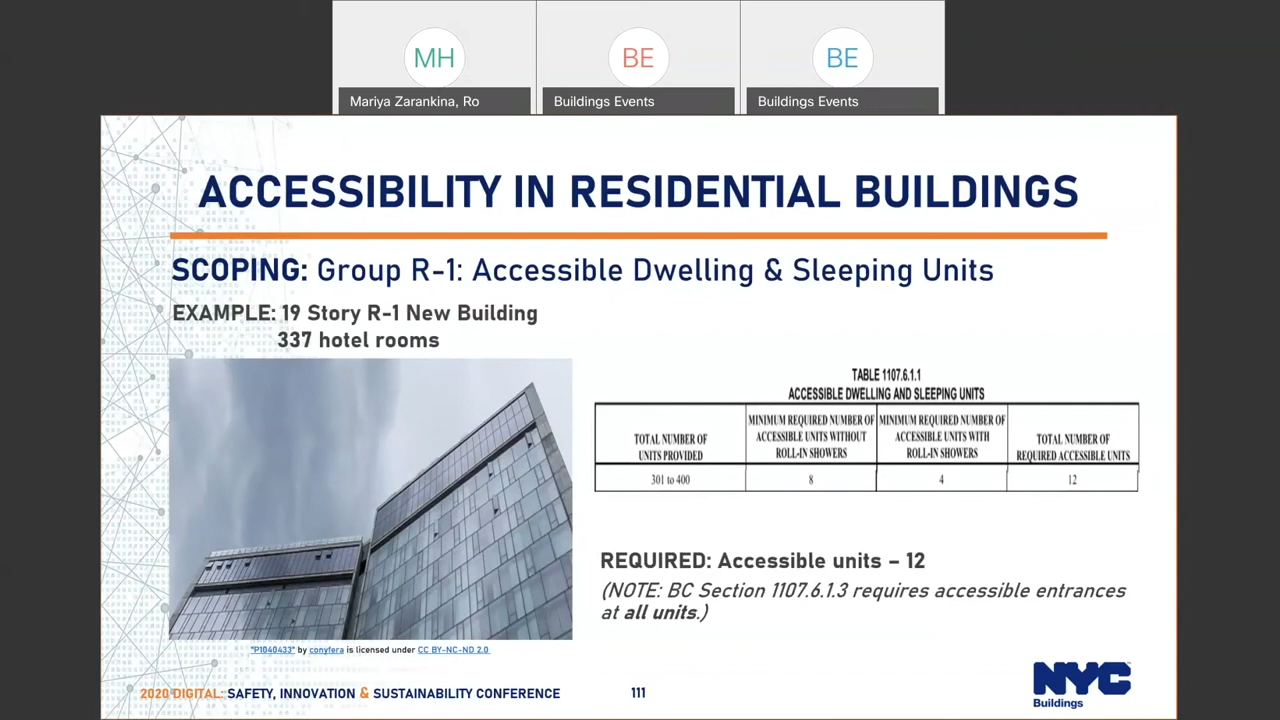 MH
BE
BE
Mariya Zarankina, Ro
Buildings Events
Buildings Events
ACCESSIBILITY IN RESIDENTIAL BUILDINGS
SCOPING: Group R-1: Accessible Dwelling & Sleeping Units
EXAMPLE: 19 Story R-1 New Building
337 hotel rooms
TABLE 1107.6.1.1
ACCESSIBLE DWELLING AND SLEEPING UNITS
TOTAL NUMBER OF
UNITS PROVIDED
MINIMUM REQUIRED NUMBER OF
ACCESSIBLE UNITS WITHOUT
ROLL-IN SHOWERS
MINIMUM REQUIRED NUMBER OF
ACCESSIBLE UNITS WITH
ROLL-IN SHOWERS
TOTAL NUMBER OF
REQUIRED ACCESSIBLE UNITS
301 to 400
8
4
12
REQUIRED: Accessible units – 12
(NOTE: BC Section 1107.6.1.3 requires accessible entrances
at all units.)
"P1040433" by conyfera is licensed under CC BY-NC-ND 2.0
2020 DIGITAL: SAFETY, INNOVATION & SUSTAINABILITY CONFERENCE
111
NYC
Buildings